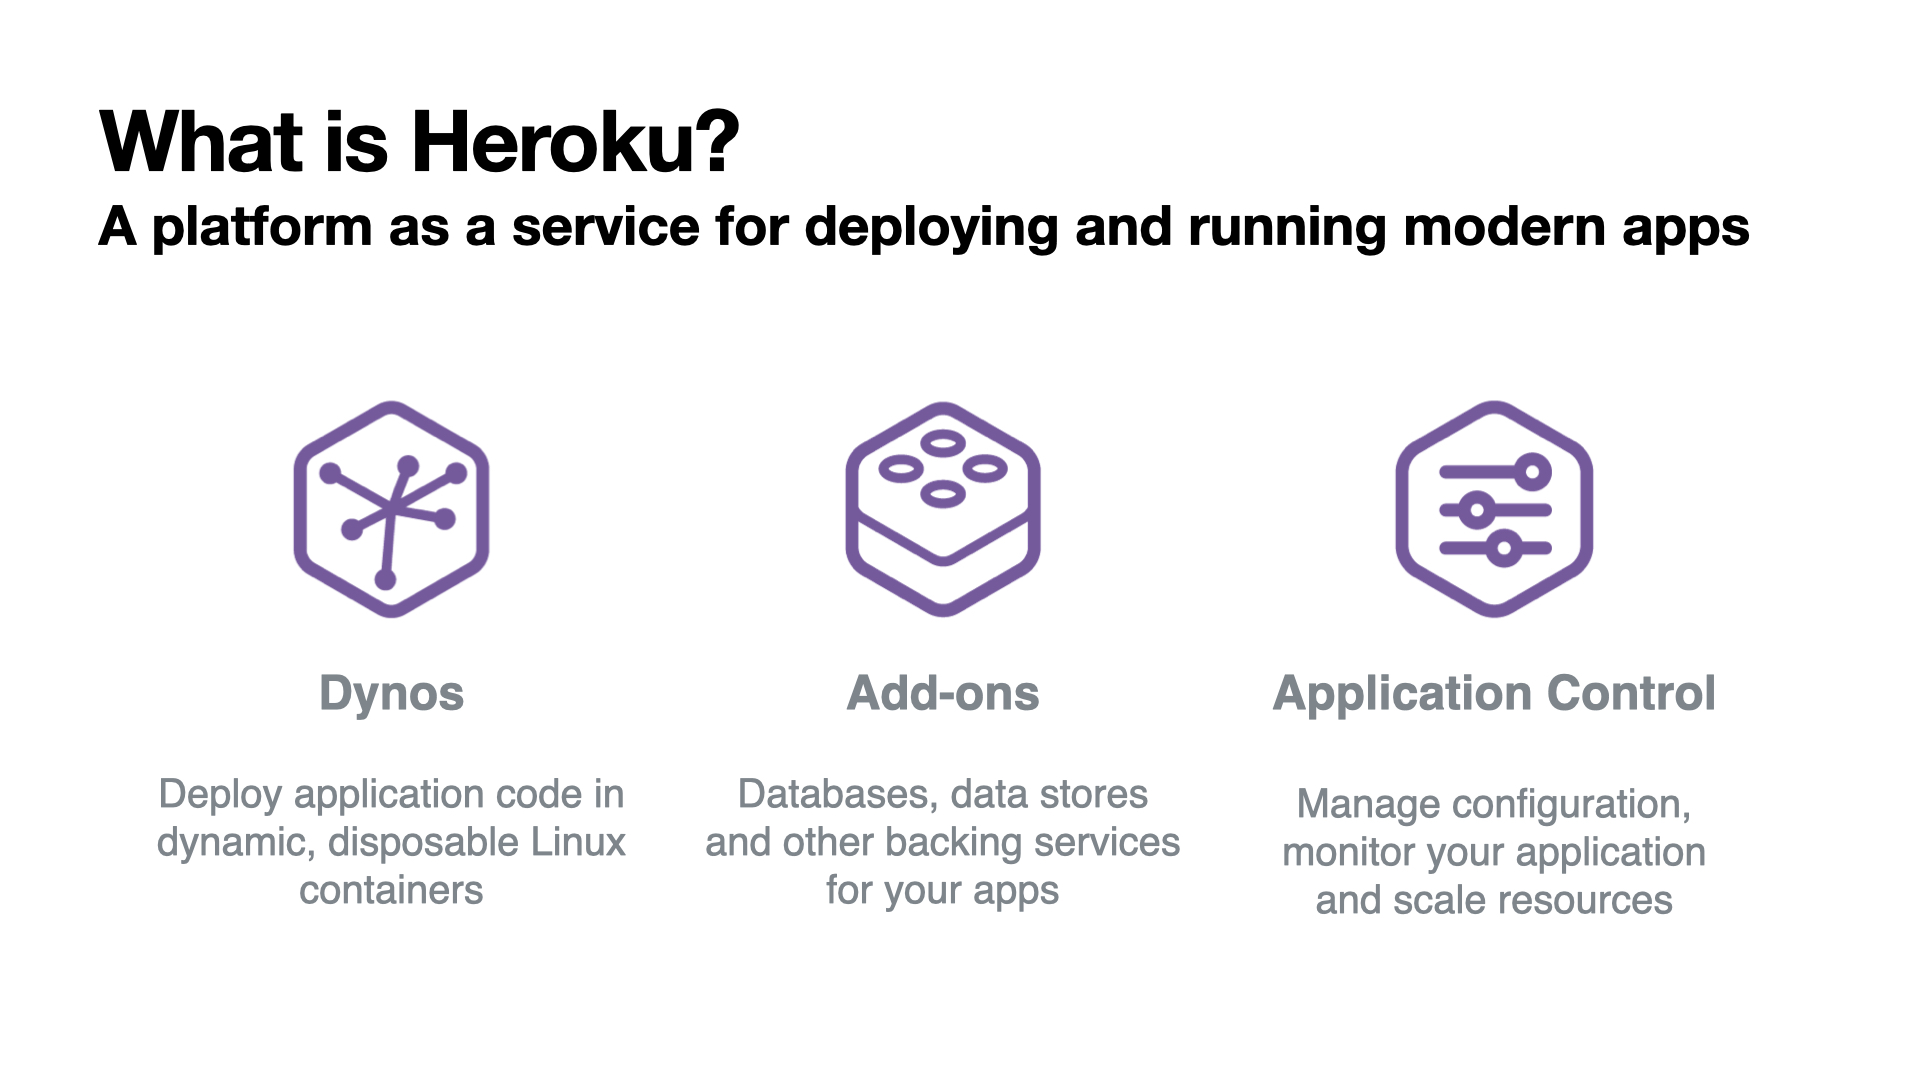 What is Heroku?
A platform as a service for deploying and running modern apps
Dynos
Deploy application code in
dynamic, disposable Linux
containers
Add-ons
Databases, data stores
and other backing services
for your apps
Application Control
Manage configuration,
monitor your application
and scale resources